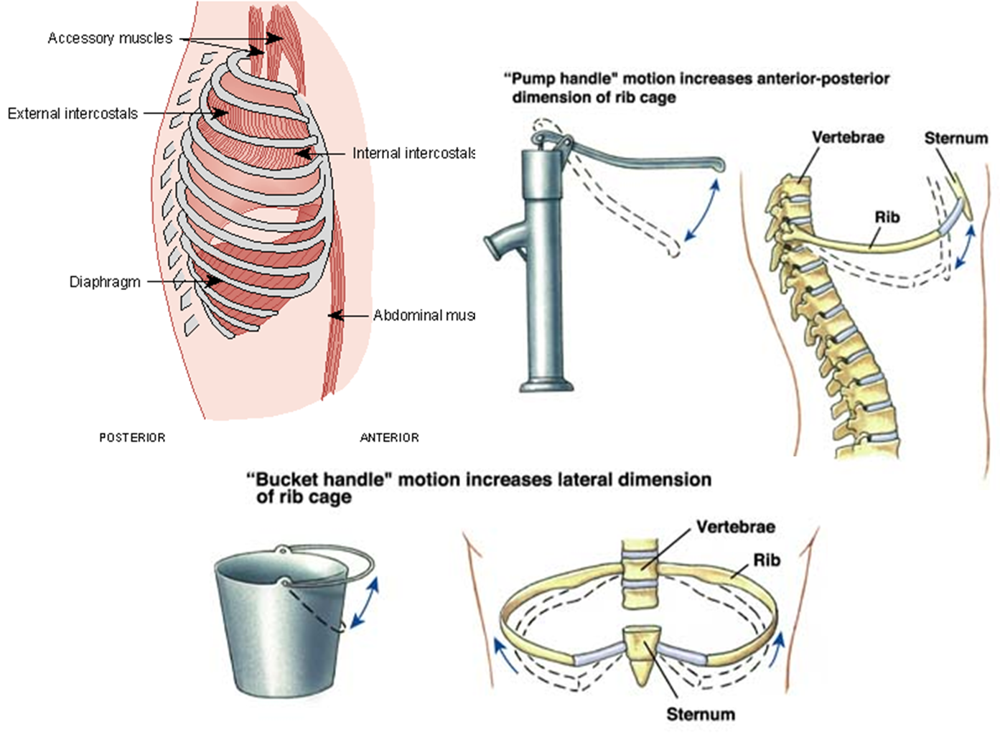 Accessory muscles
External intercostals
Internal intercostals
Diaphragm
Abdominal mus
POSTERIOR
ANTERIOR
“Pump handle" motion increases anterior-posterior
dimension of rib cage
Vertebrae
Sternum
Rib
“Bucket handle" motion increases lateral dimension
of rib cage
Vertebrae
Rib
Sternum